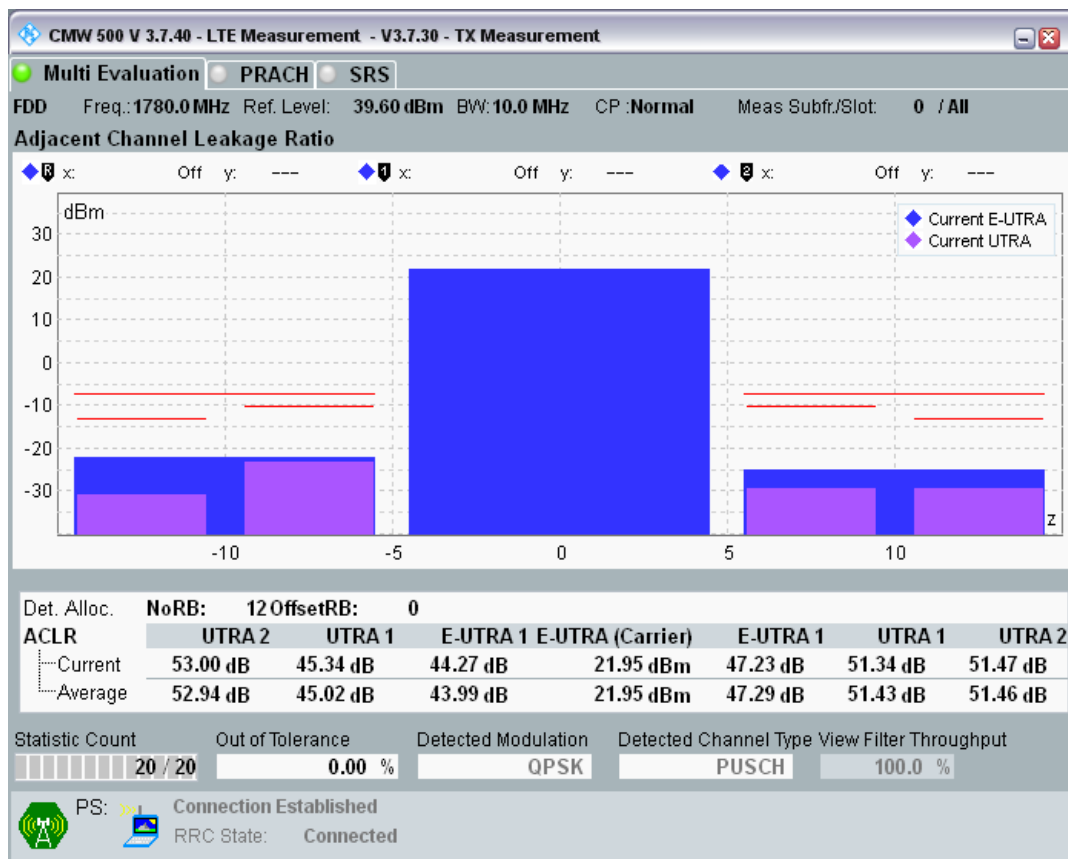 CMW 500 V 3.7.40 - LTE Measurement - V3.7.30 - TX Measurement
Multi Evaluation PRACH SRS
FDD Freq.:1780.0 MHz Ref. Level: 39.60 dBm BW:10.0 MHz CP :Normal Meas Subfr./Slot: 0 / All
Adjacent Channel Leakage Ratio
R x: Off y: --- 1 x: Off y: --- 2 x: Off y: ---
dBm
Current E-UTRA
Current UTRA
30
20
10
0
-10
-20
-30
z
-10 -5 0 5 10
Det. Alloc. NoRB: 12 OffsetRB: 0
ACLR UTRA 2 UTRA 1 E-UTRA 1 E-UTRA (Carrier) E-UTRA 1 UTRA 1 UTRA 2
Current 53.00 dB 45.34 dB 44.27 dB 21.95 dBm 47.23 dB 51.34 dB 51.47 dB
Average 52.94 dB 45.02 dB 43.99 dB 21.95 dBm 47.29 dB 51.43 dB 51.46 dB
Statistic Count Out of Tolerance Detected Modulation Detected Channel Type View Filter Throughput
20 / 20 0.00 % QPSK PUSCH 100.0 %
PS: Connection Established
RRC State: Connected